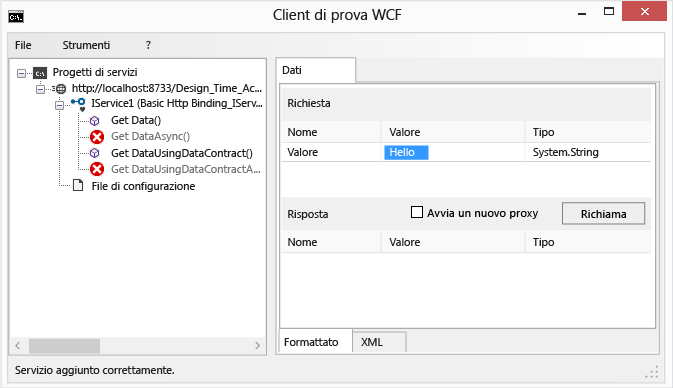 Client di prova WCF
File Strumenti ?
Progetti di servizi
http://localhost:8733/Design_Time_Ac...
IService1 (Basic Http Binding_IServ...
Get Data()
Get DataAsync()
Get DataUsingDataContract()
Get DataUsingDataContractA...
File di configurazione
Dati
Richiesta
Nome Valore Tipo
Valore Hello System.String
Risposta Avvia un nuovo proxy Richiama
Nome Valore Tipo
Formattato XML
Servizio aggiunto correttamente.